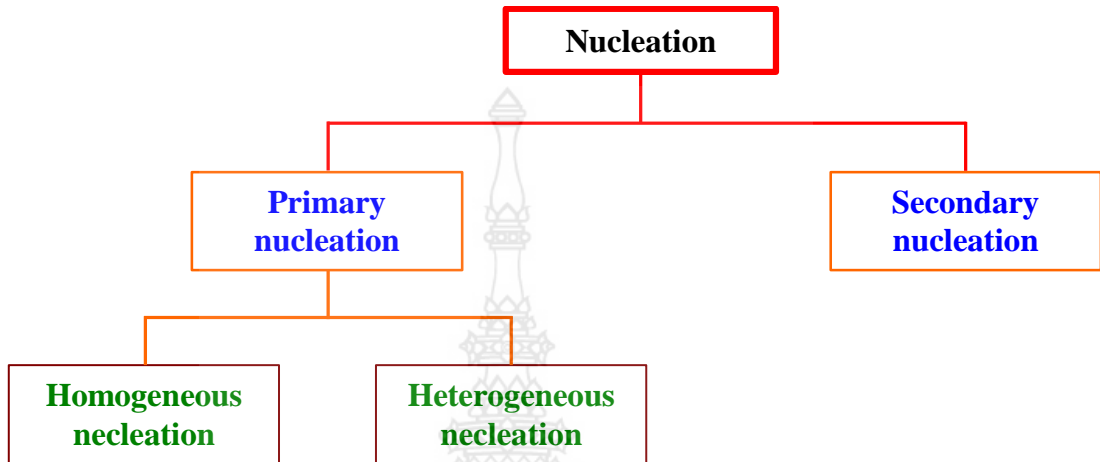 Nucleation
Primary
nucleation
Secondary
nucleation
Homogeneous
necleation
Heterogeneous
necleation